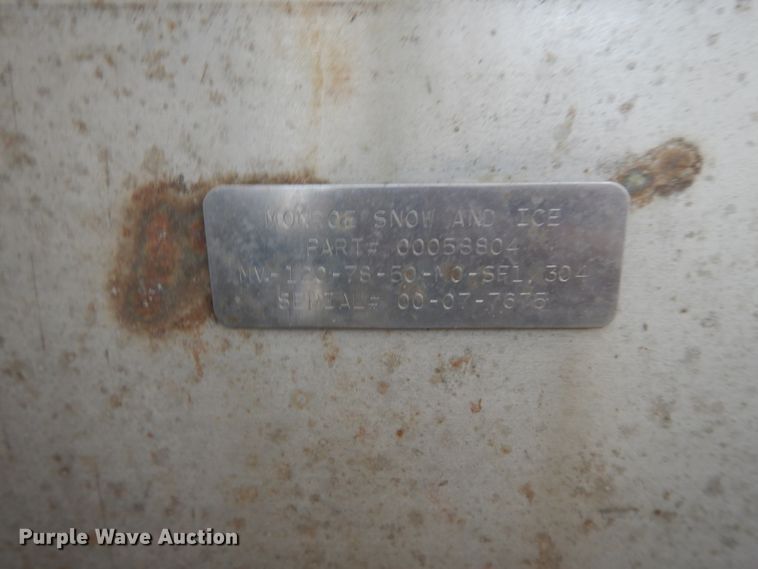 MONROE SNOW AND ICE
PART# 00058804
MV-120-78-50-MO-SF1, 304
SERIAL# 00-07-7675
Purple Wave Auction